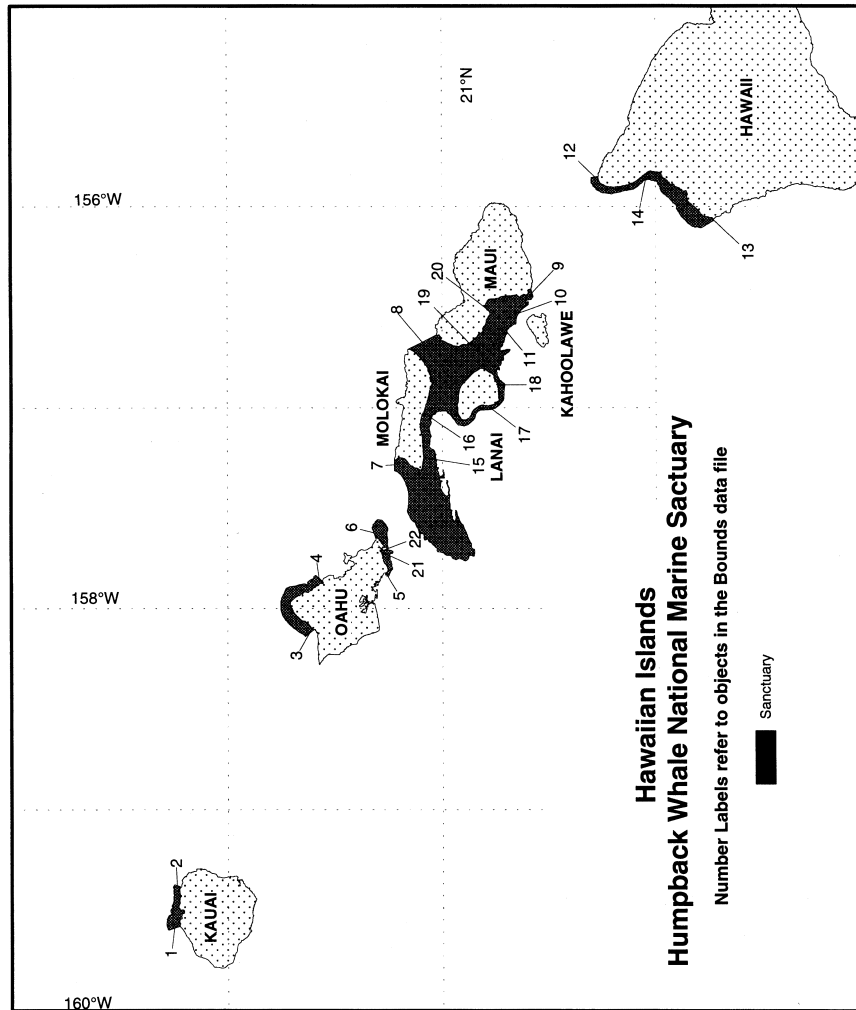 160°W
158°W
156°W
21°N
1
2
KAUAI
3
4
OAHU
5
6
21
22
7
MOLOKAI
8
15
16
LANAI
17
18
19
20
MAUI
9
10
11
KAHOOLAWE
12
14
13
HAWAII
Hawaiian Islands
Humpback Whale National Marine Sactuary
Number Labels refer to objects in the Bounds data file
Sanctuary